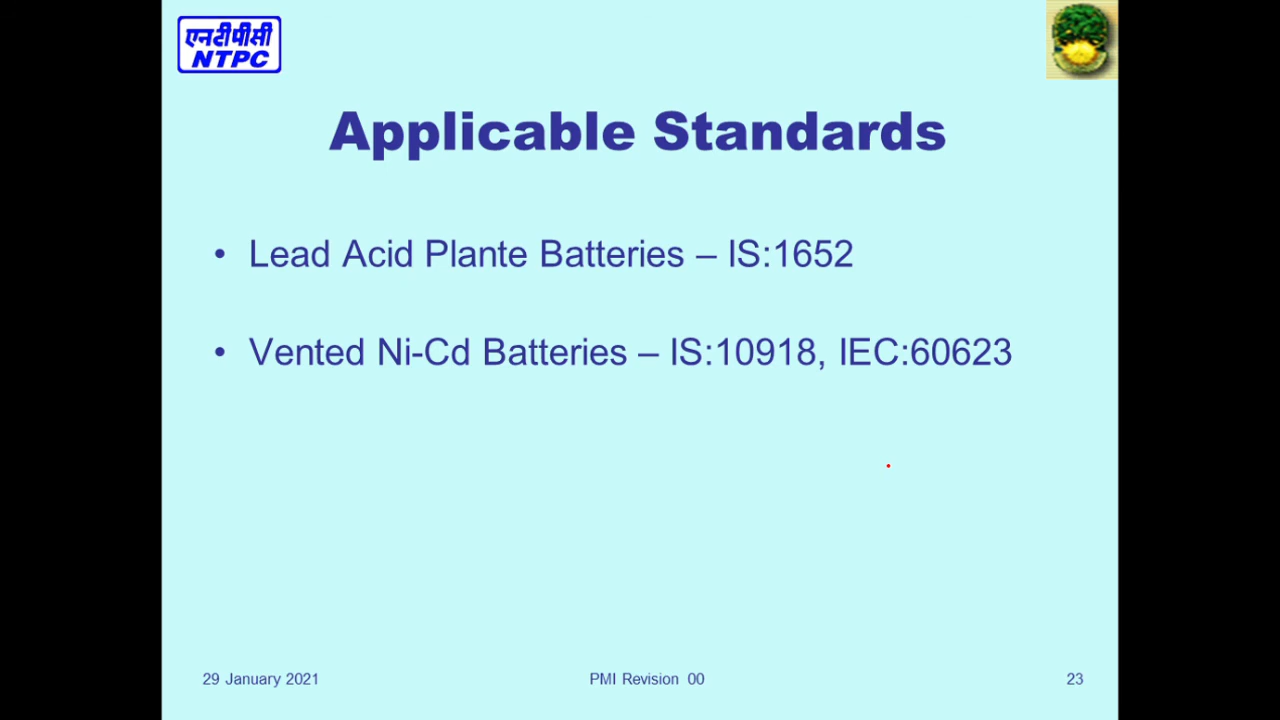 एनटीपीसी
NTPC
Applicable Standards
• Lead Acid Plante Batteries – IS:1652
• Vented Ni-Cd Batteries – IS:10918, IEC:60623
29 January 2021 PMI Revision 00 23